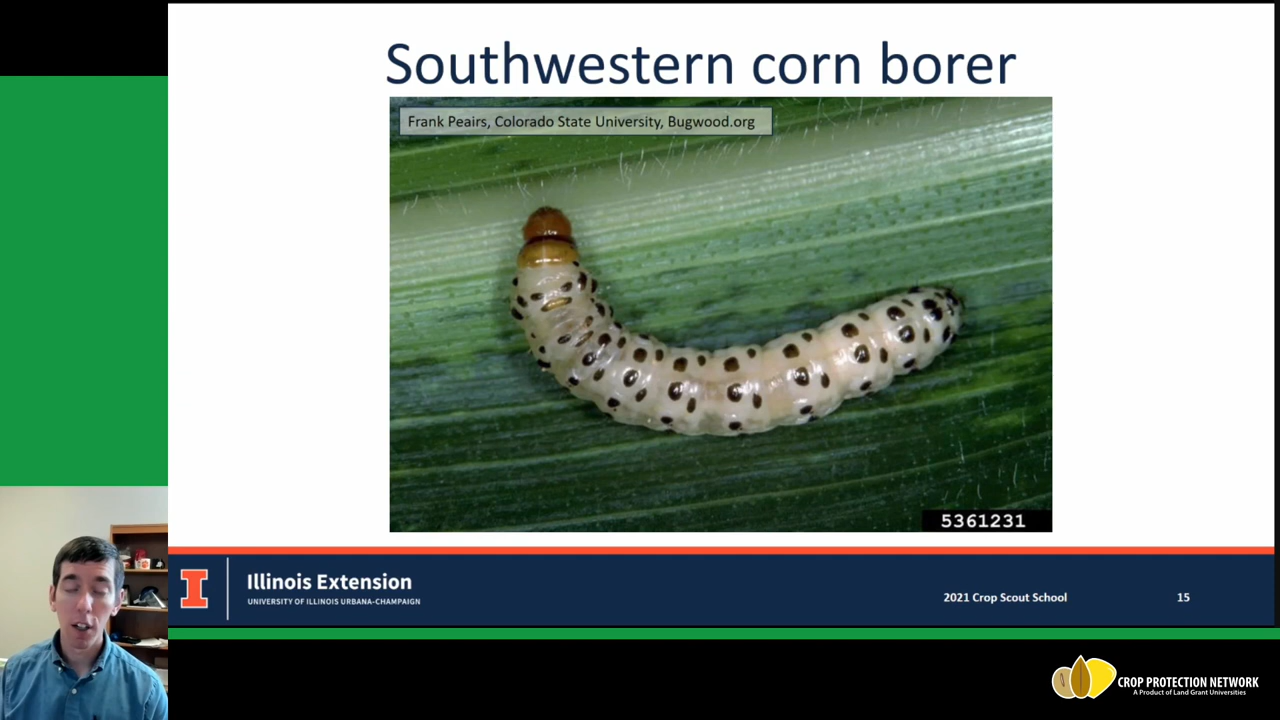 Southwestern corn borer
Frank Peairs, Colorado State University, Bugwood.org
5361231
I
Illinois Extension
UNIVERSITY OF ILLINOIS URBANA-CHAMPAIGN
2021 Crop Scout School
15
CROP PROTECTION NETWORK
A Product of Land Grant Universities